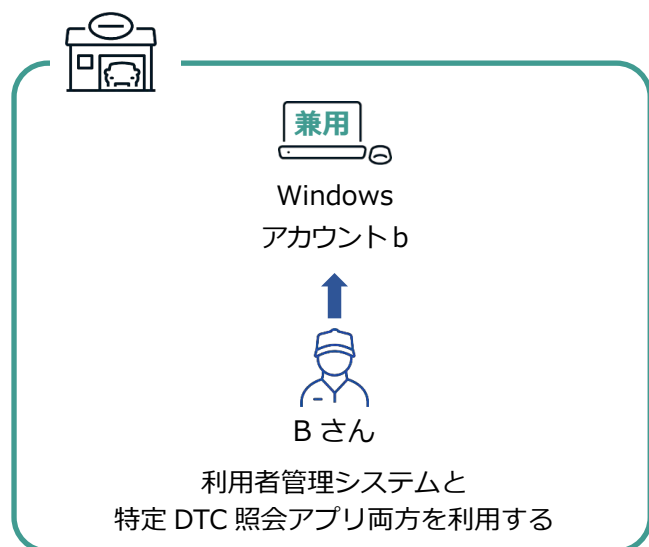 兼用
Windows
アカウント b
B さん
利用者管理システムと
特定 DTC 照会アプリ両方を利用する